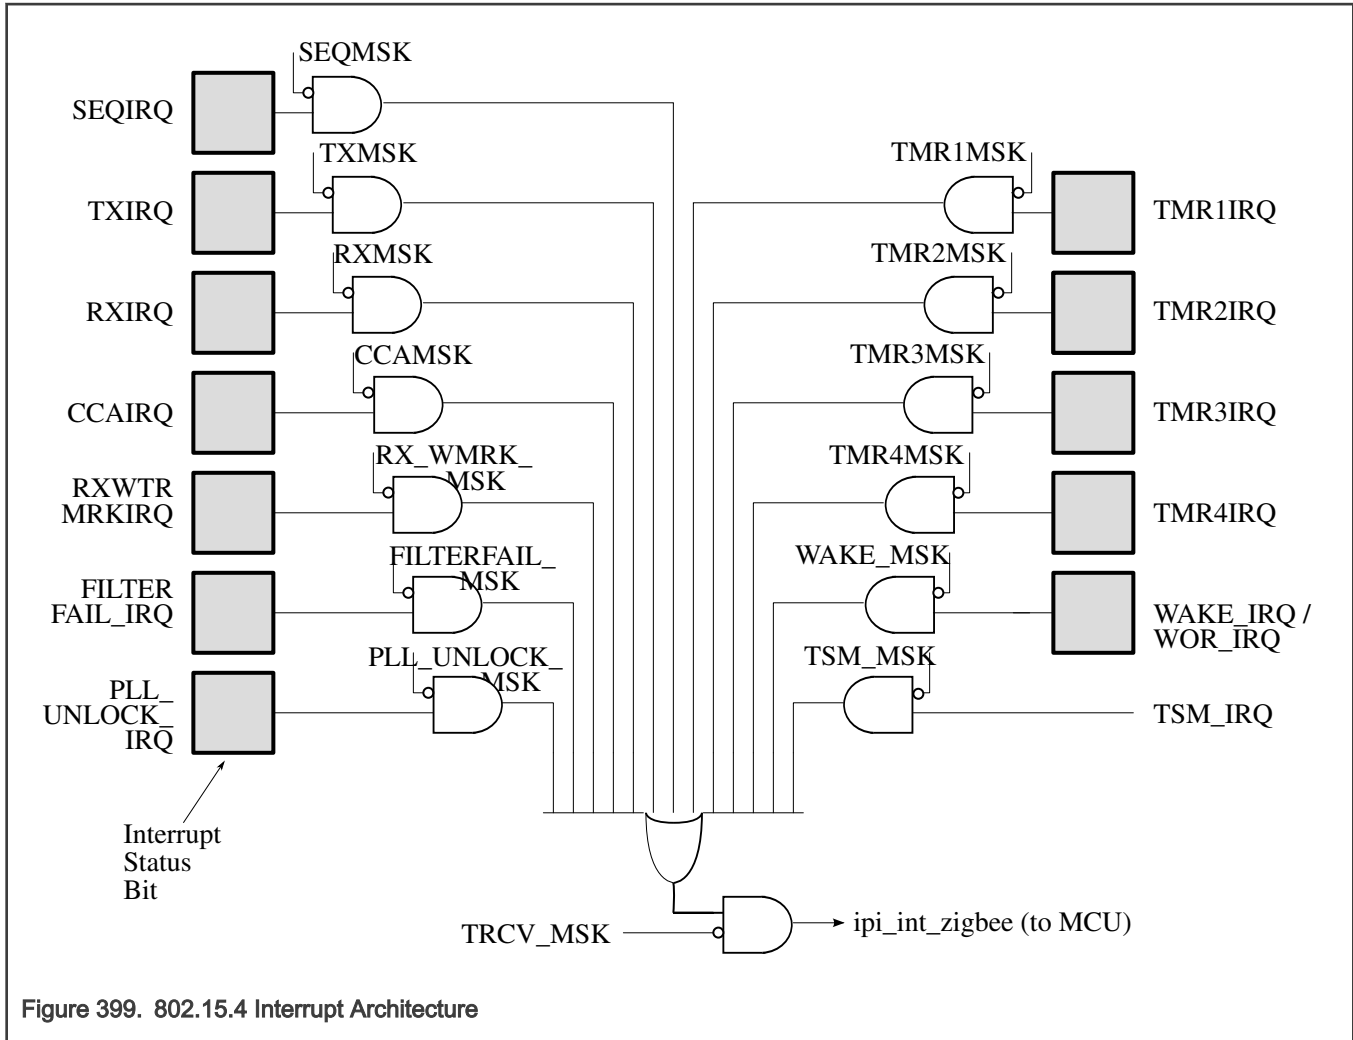 SEQMSK
SEQIRQ
TXMSK
TXIRQ
RXMSK
RXIRQ
CCAMSK
CCAIRQ
RX_WMRK_
MSK
RXWTR
MRKIRQ
FILTERFAIL_
MSK
FILTER
FAIL_IRQ
PLL_UNLOCK_
MSK
PLL_
UNLOCK_
IRQ
TMR1MSK
TMR1IRQ
TMR2MSK
TMR2IRQ
TMR3MSK
TMR3IRQ
TMR4MSK
TMR4IRQ
WAKE_MSK
WAKE_IRQ /
WOR_IRQ
TSM_MSK
TSM_IRQ
Interrupt
Status
Bit
TRCV_MSK
ipi_int_zigbee (to MCU)
Figure 399. 802.15.4 Interrupt Architecture